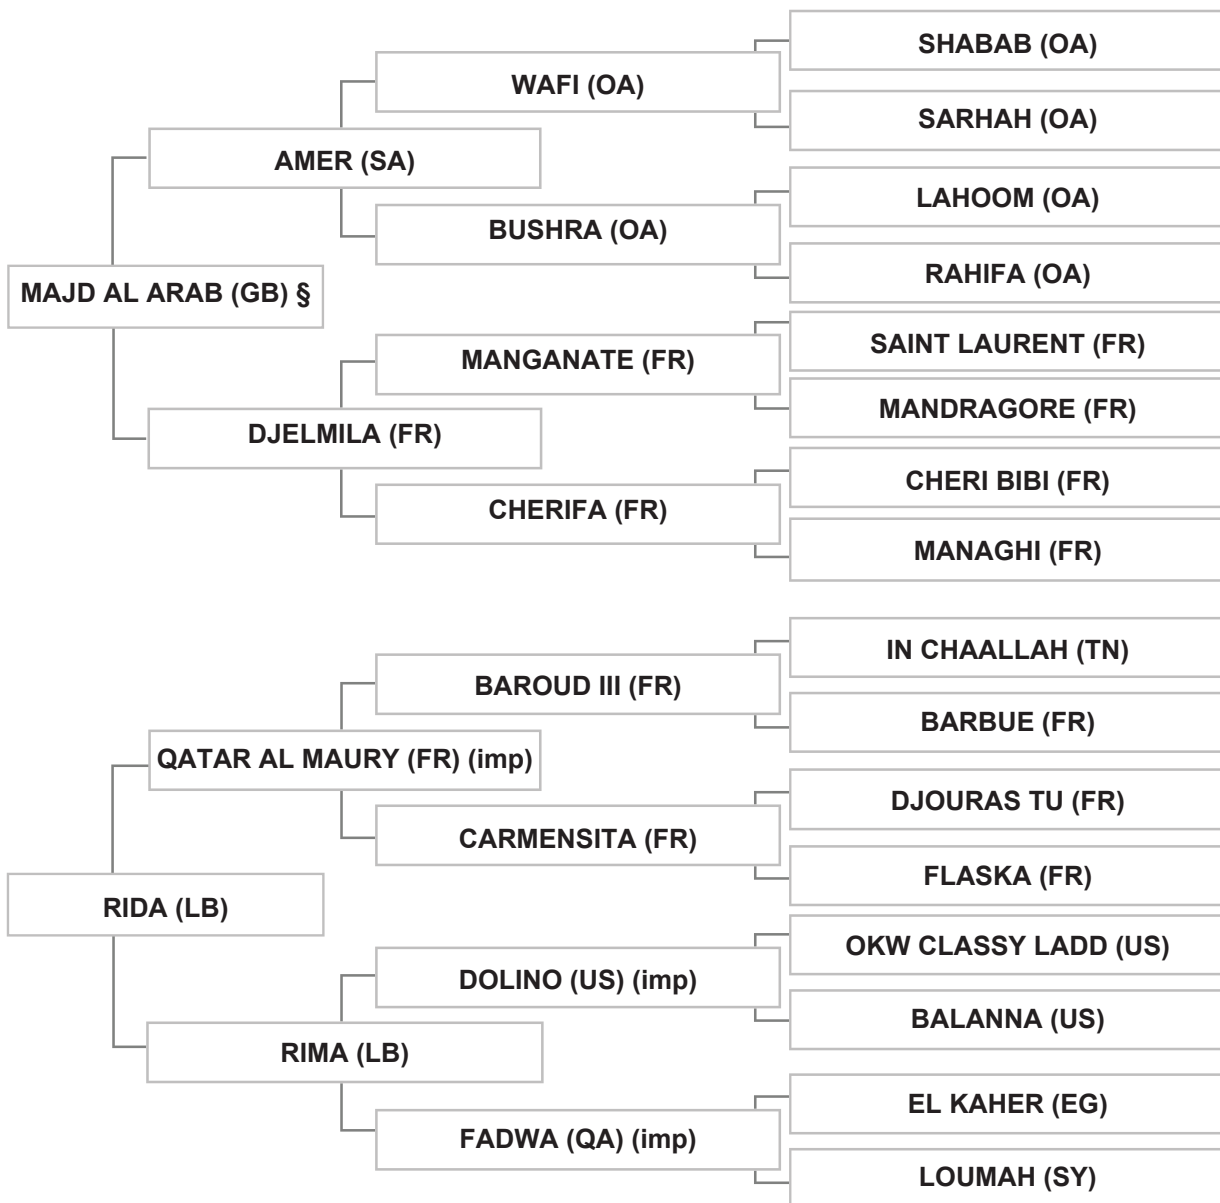 SHABAB (OA)
WAFI (OA)
SARHAH (OA)
AMER (SA)
LAHOOM (OA)
BUSHRA (OA)
RAHIFA (OA)
MAJD AL ARAB (GB) §
SAINT LAURENT (FR)
MANGANATE (FR)
MANDRAGORE (FR)
DJELMILA (FR)
CHERI BIBI (FR)
CHERIFA (FR)
MANAGHI (FR)
IN CHAALLAH (TN)
BAROUD III (FR)
BARBUE (FR)
QATAR AL MAURY (FR) (imp)
DJOURAS TU (FR)
CARMENSITA (FR)
FLASKA (FR)
RIDA (LB)
OKW CLASSY LADD (US)
DOLINO (US) (imp)
BALANNA (US)
RIMA (LB)
EL KAHER (EG)
FADWA (QA) (imp)
LOUMAH (SY)